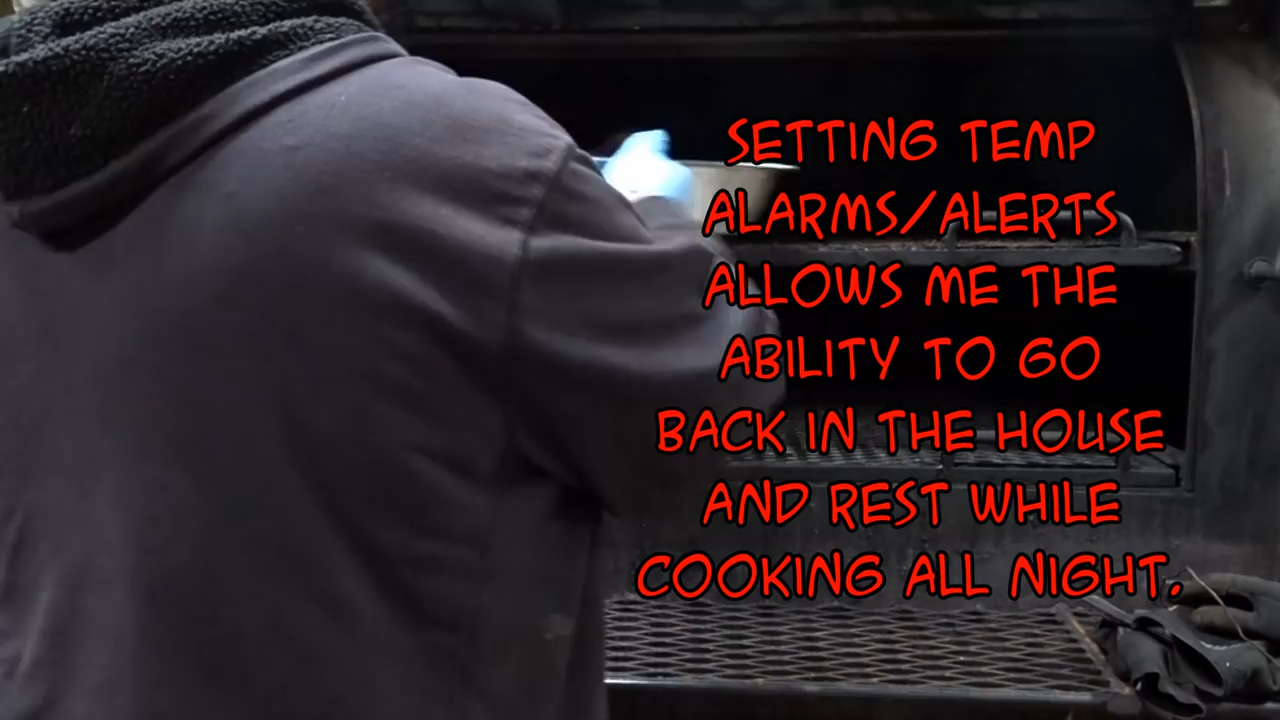 SETTING TEMP
ALARMS/ALERTS
ALLOWS ME THE
ABILITY TO GO
BACK IN THE HOUSE
AND REST WHILE
COOKING ALL NIGHT.